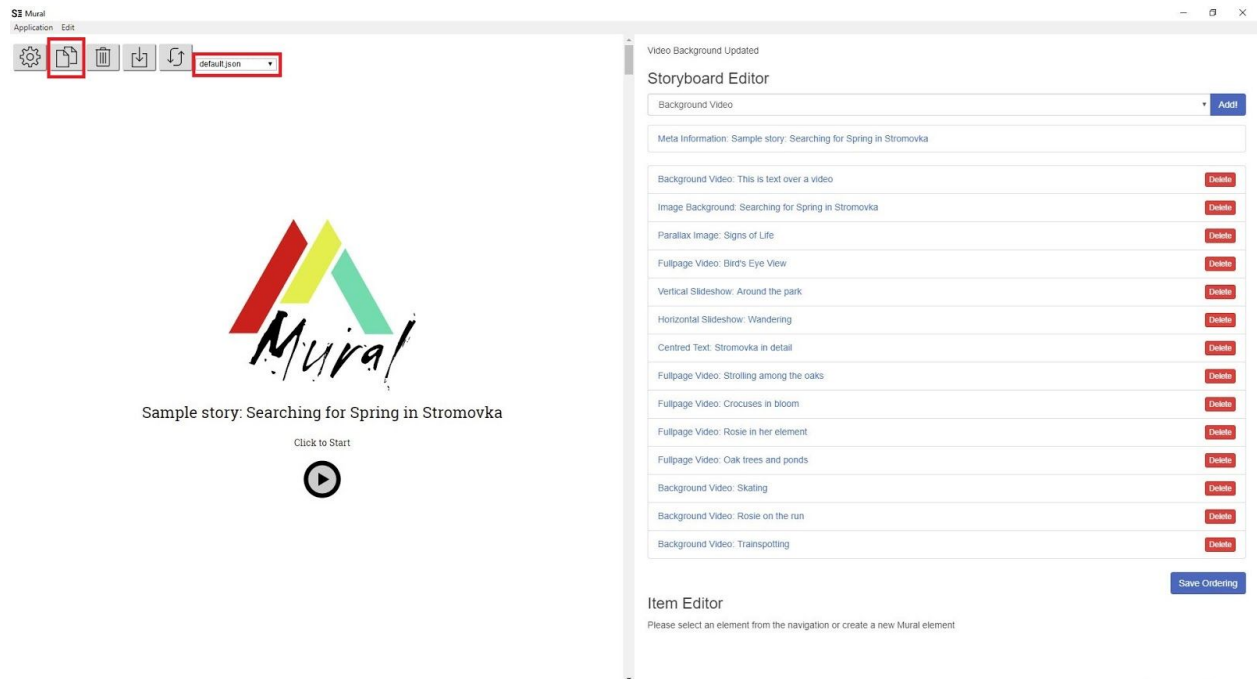 SE Mural
Application Edit
default.json
Mural
Sample story: Searching for Spring in Stromovka
Click to Start
Video Background Updated
Storyboard Editor
Background Video
Add!
Meta Information: Sample story: Searching for Spring in Stromovka
Background Video: This is text over a video Delete
Image Background: Searching for Spring in Stromovka Delete
Parallax Image: Signs of Life Delete
Fullpage Video: Bird's Eye View Delete
Vertical Slideshow: Around the park Delete
Horizontal Slideshow: Wandering Delete
Centred Text: Stromovka in detail Delete
Fullpage Video: Strolling among the oaks Delete
Fullpage Video: Crocuses in bloom Delete
Fullpage Video: Rosie in her element Delete
Fullpage Video: Oak trees and ponds Delete
Background Video: Skating Delete
Background Video: Rosie on the run Delete
Background Video: Trainspotting Delete
Save Ordering
Item Editor
Please select an element from the navigation or create a new Mural element